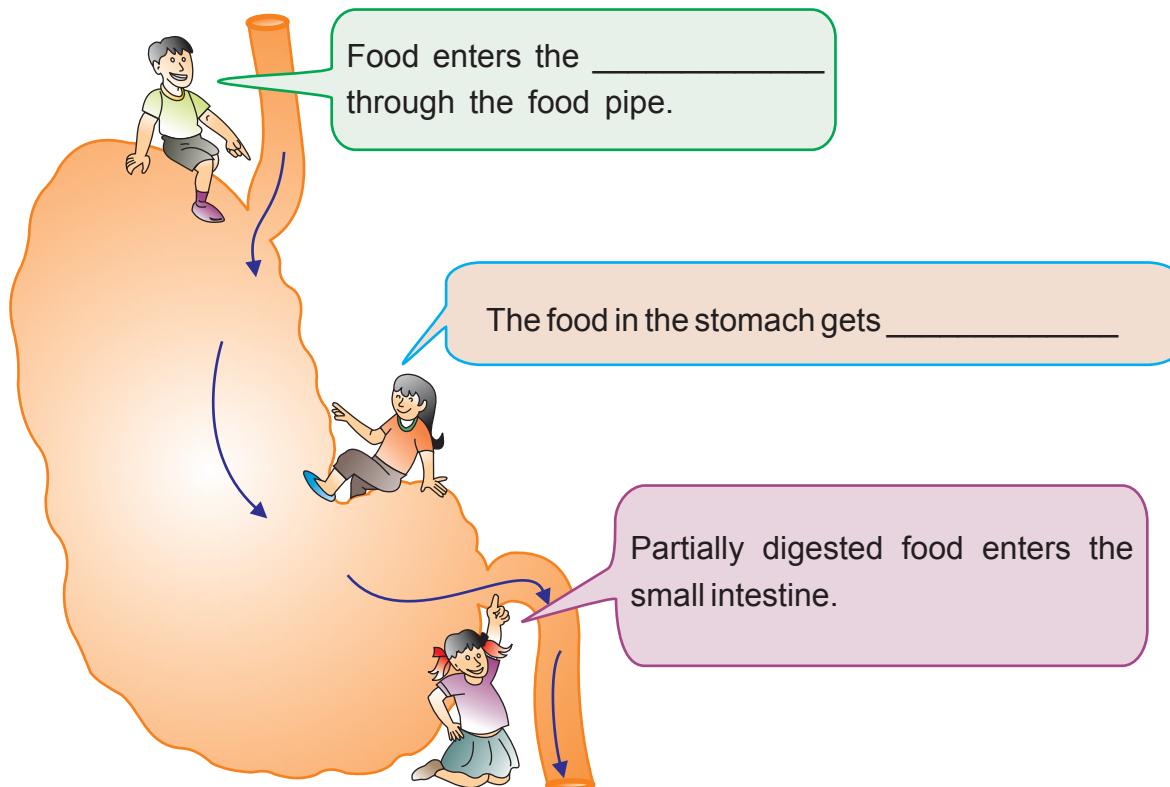 Food enters the _____________
through the food pipe.
The food in the stomach gets _____________
Partially digested food enters the
small intestine.